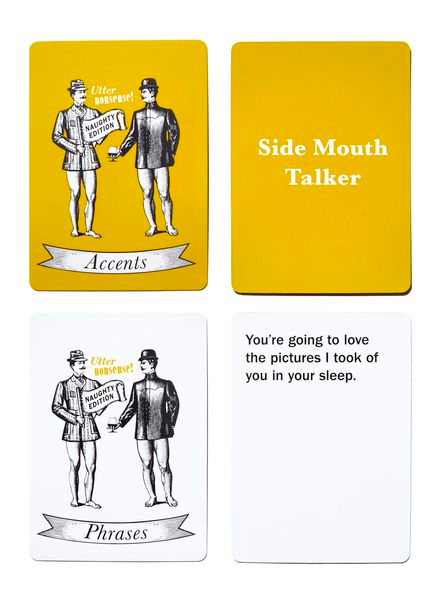 Utter
nonsense!
NAUGHTY
EDITION
Accents
Side Mouth
Talker
Utter
nonsense!
NAUGHTY
EDITION
Phrases
You're going to love
the pictures I took of
you in your sleep.